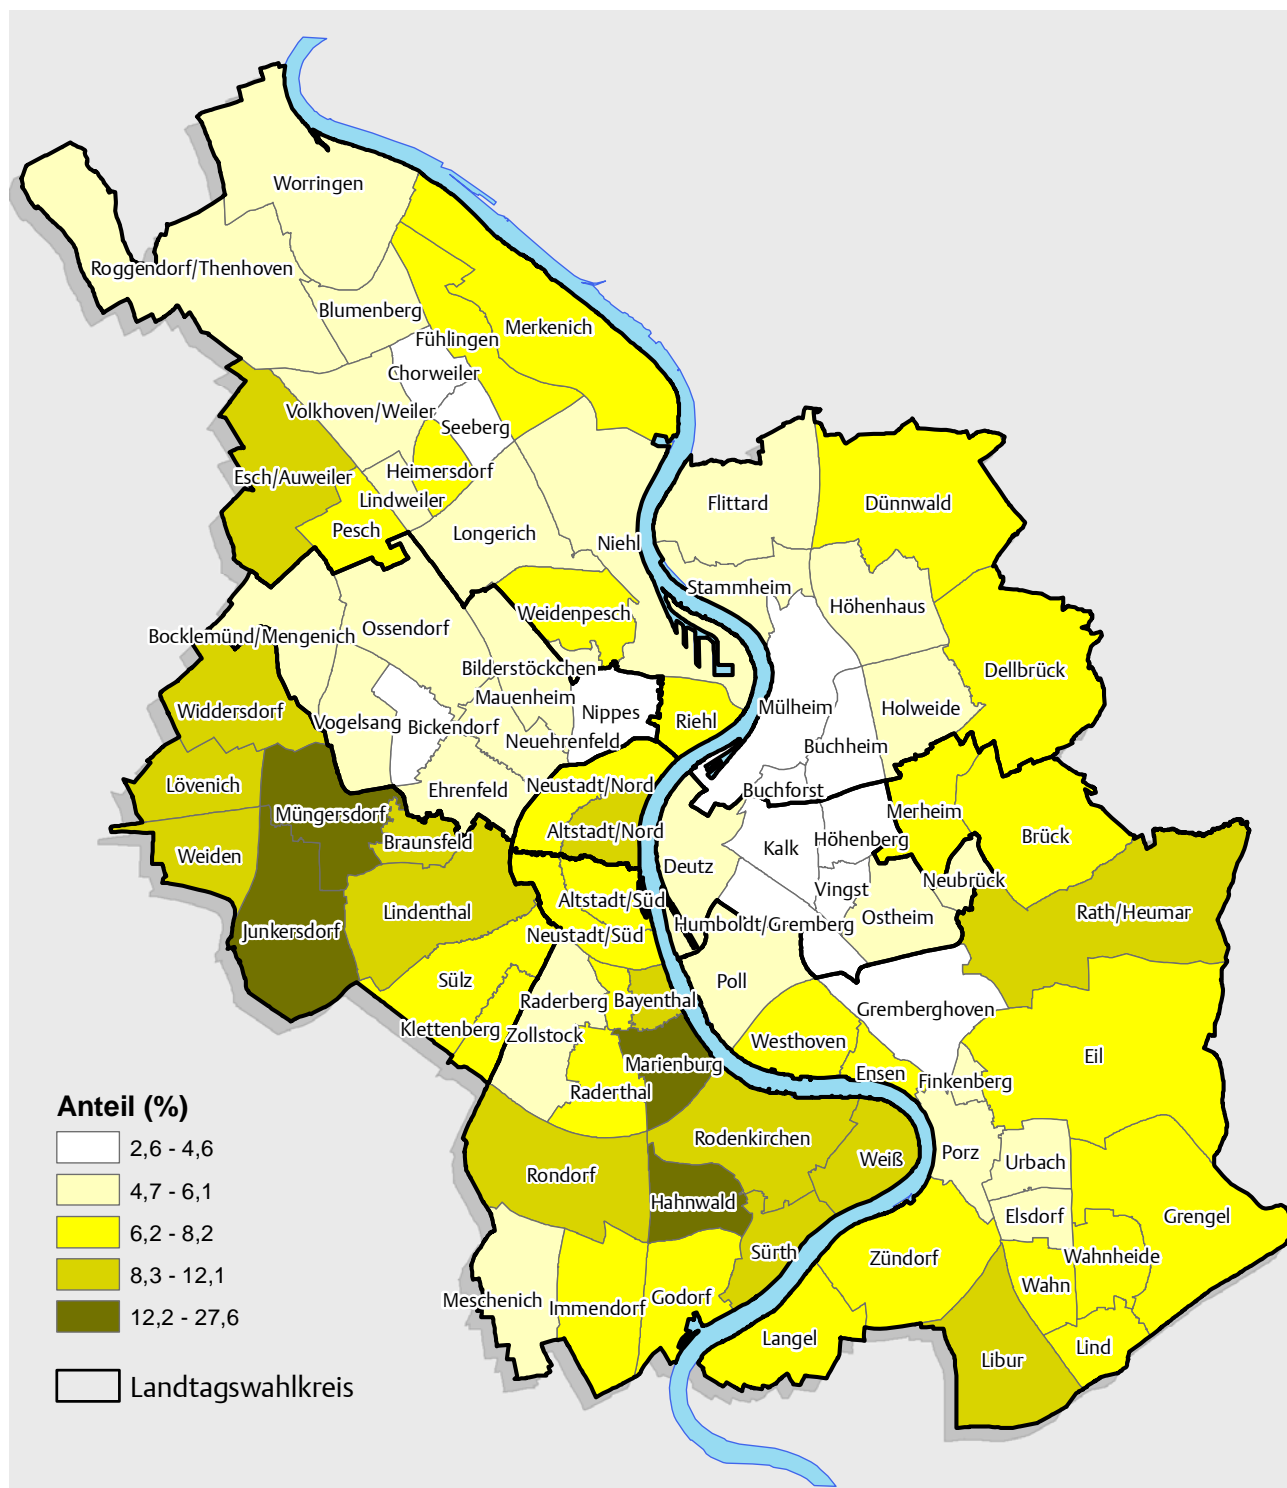 Worringen
Roggendorf/Thenhoven
Blumenberg
Merkenich
Fühlingen
Chorweiler
Volkhoven/Weiler
Seeberg
Heimersdorf
Esch/Auweiler
Lindweiler
Pesch
Longerich
Niehl
Flittard
Dünnwald
Stammheim
Höhenhaus
Weidenpesch
Ossendorf
Bocklemünd/Mengenich
Bilderstöckchen
Dellbrück
Mauenheim
Nippes
Riehl
Mülheim
Holweide
Widdersdorf
Vogelsang
Bickendorf
Neuehrenfeld
Buchheim
Lövenich
Ehrenfeld
Neustadt/Nord
Buchforst
Müngersdorf
Altstadt/Nord
Merheim
Brück
Braunsfeld
Weiden
Deutz
Kalk
Höhenberg
Vingst
Neubrück
Lindenthal
Altstadt/Süd
Rath/Heumar
Junkersdorf
Neustadt/Süd
Humboldt/Gremberg
Ostheim
Sülz
Raderberg
Bayenthal
Poll
Gremberghoven
Klettenberg
Zollstock
Westhoven
Eil
Marienburg
Ensen
Finkenberg
Raderthal
Rodenkirchen
Weiß
Porz
Urbach
Rondorf
Hahnwald
Elsdorf
Grengel
Sürth
Zündorf
Wahnheide
Wahn
Meschenich
Immendorf
Godorf
Langel
Libur
Lind
Anteil (%)
2,6 - 4,6
4,7 - 6,1
6,2 - 8,2
8,3 - 12,1
12,2 - 27,6
Landtagswahlkreis